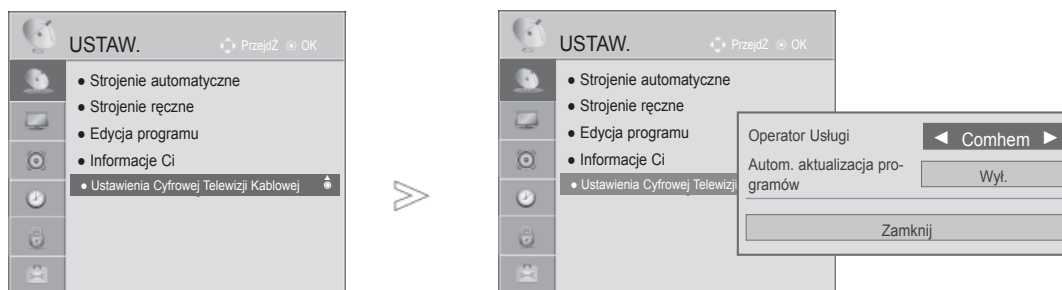 USTAW.
PrzejdŹ OK
● Strojenie automatyczne
● Strojenie ręczne
● Edycja programu
● Informacje Ci
● Ustawienia Cyfrowej Telewizji Kablowej
USTAW.
PrzejdŹ OK
● Strojenie automatyczne
● Strojenie ręczne
● Edycja programu
● Informacje Ci
● Ustawienia Cyfrowej Telewizji
Operator Usługi
◄ Comhem ►
Autom. aktualizacja pro-
gramów
Wył.
Zamknij